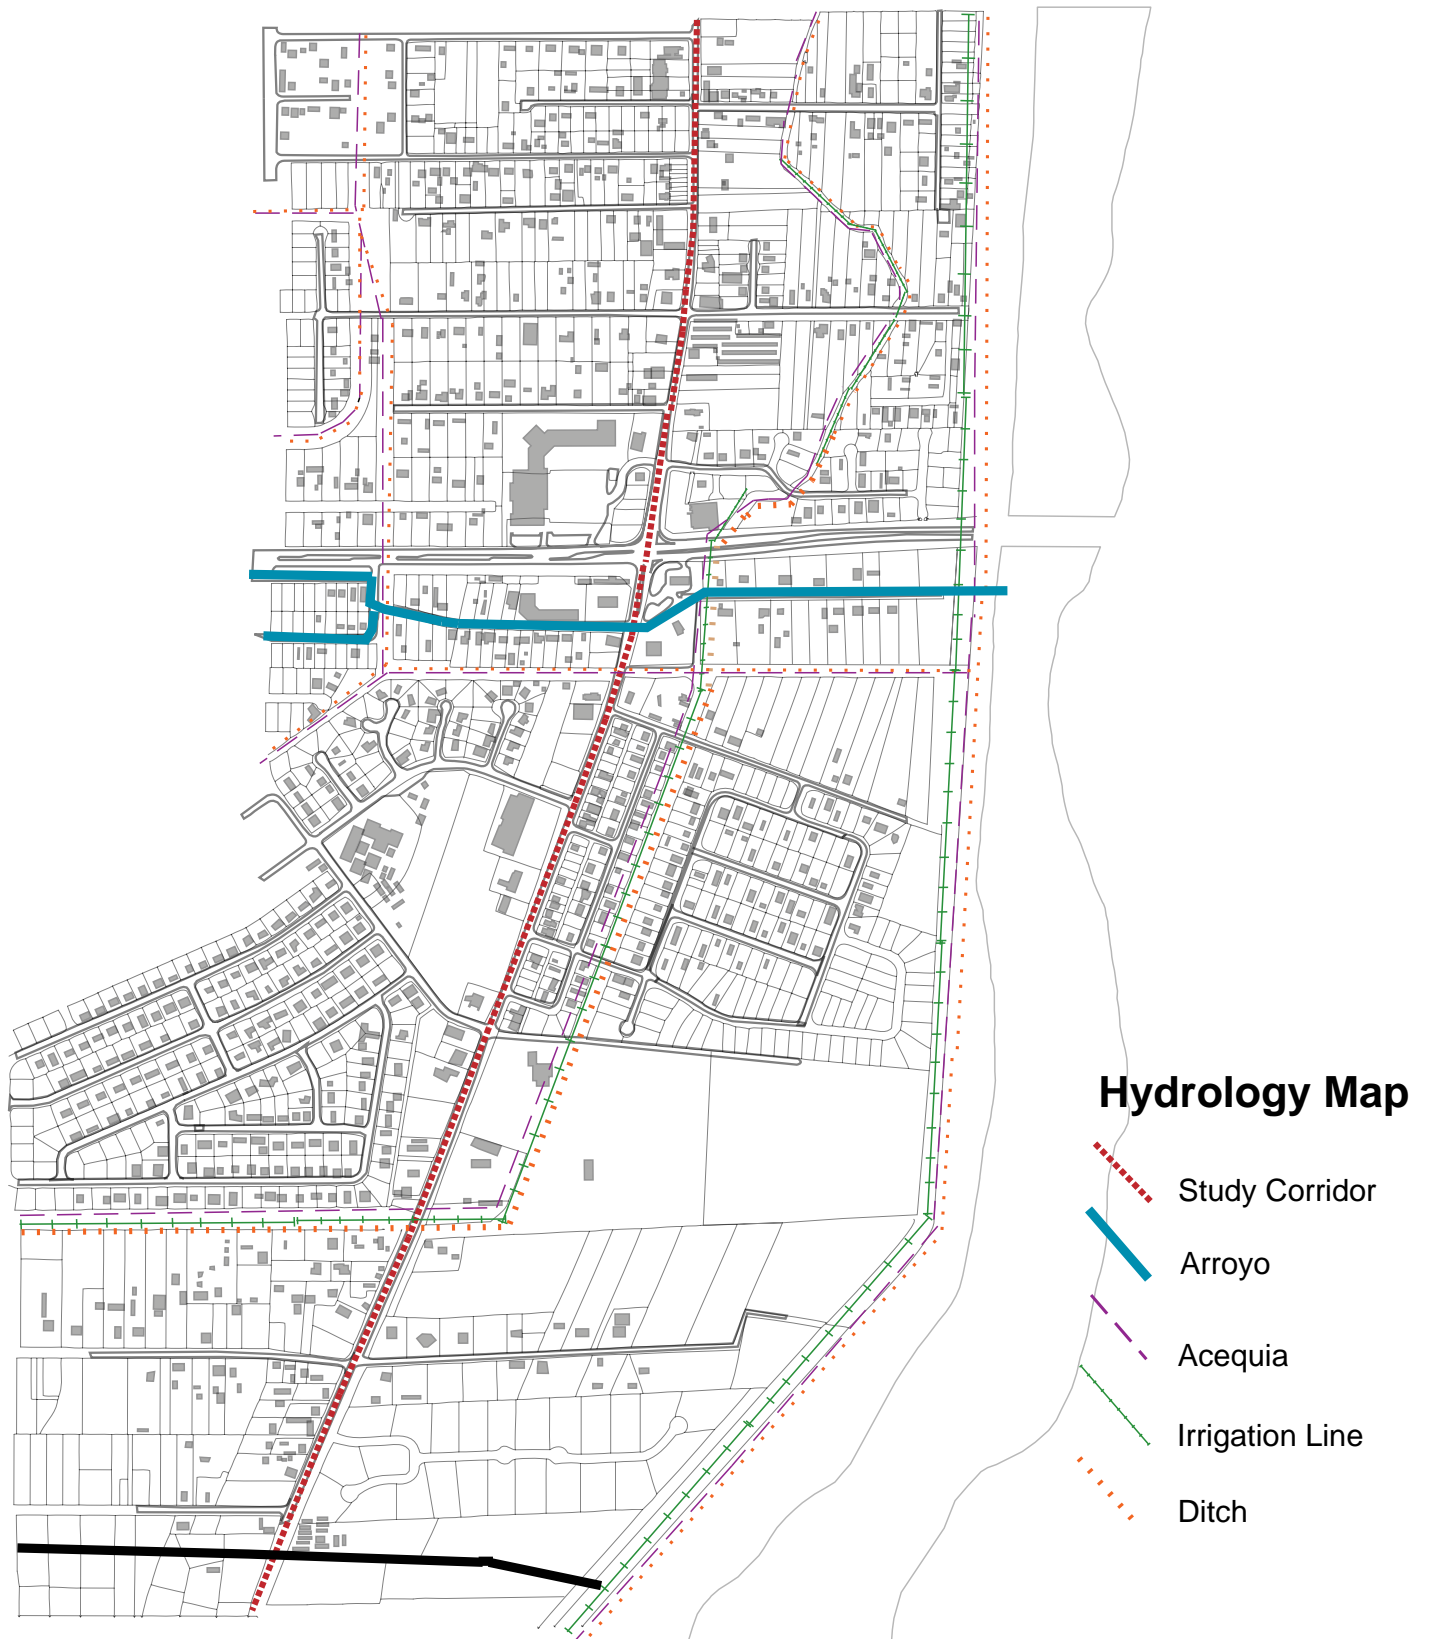 Hydrology Map
Study Corridor
Arroyo
Acequia
Irrigation Line
Ditch